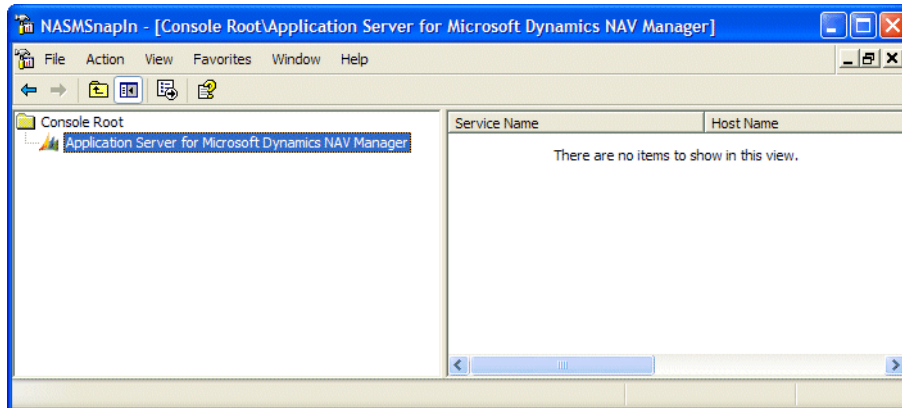 NASMSnapIn - [Console Root\Application Server for Microsoft Dynamics NAV Manager]
File Action View Favorites Window Help
Console Root
Application Server for Microsoft Dynamics NAV Manager
Service Name Host Name
There are no items to show in this view.